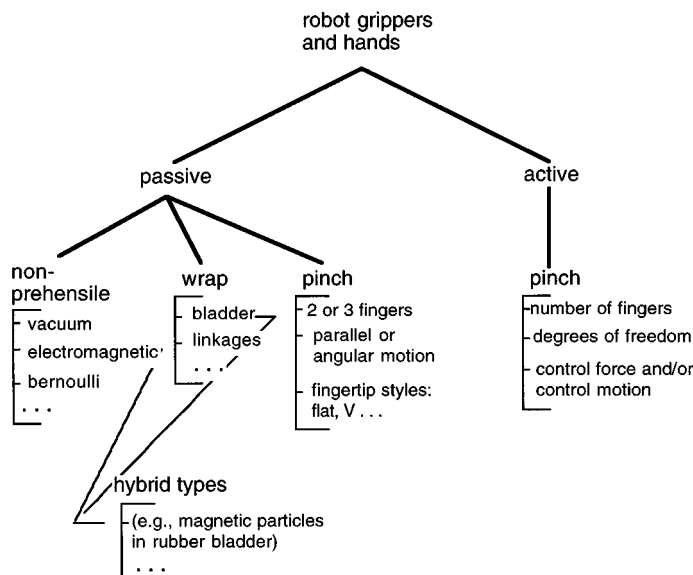 robot grippers
and hands
passive
active
non-
prehensile
vacuum
electromagnetic
bernoulli
. . .
wrap
bladder
linkages
. . .
pinch
2 or 3 fingers
parallel or
angular motion
fingertip styles:
flat, V . . .
pinch
number of fingers
degrees of freedom
control force and/or
control motion
hybrid types
(e.g., magnetic particles
in rubber bladder)
. . .